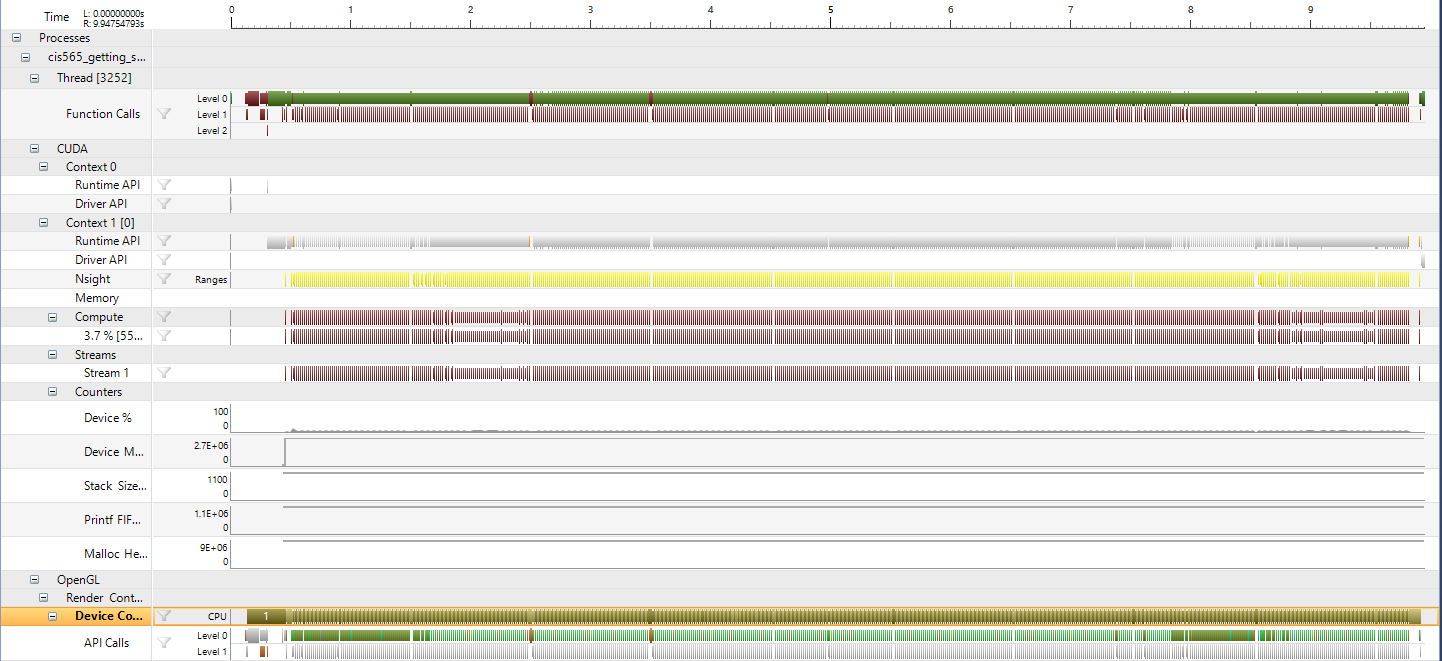 Time L: 0.00000000s
R: 9.94754793s
0 1 2 3 4 5 6 7 8 9
Processes
cis565_getting_s...
Thread [3252]
Level 0
Function Calls Level 1
Level 2
CUDA
Context 0
Runtime API
Driver API
Context 1 [0]
Runtime API
Driver API
Nsight Ranges
Memory
Compute
3.7 % [55...
Streams
Stream 1
Counters
Device % 100
0
Device M... 2.7E+06
0
Stack Size... 1100
0
Printf FIF... 1.1E+06
0
Malloc He... 9E+06
0
OpenGL
Render Cont...
Device Co... CPU 1
API Calls Level 0
Level 1